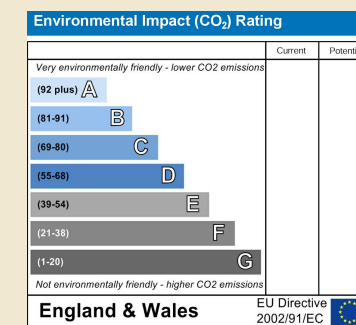 Environmental Impact (CO₂) Rating
Current Potenti
Very environmentally friendly - lower CO2 emissions
(92 plus) A
(81-91) B
(69-80) C
(55-68) D
(39-54) E
(21-38) F
(1-20) G
Not environmentally friendly - higher CO2 emissions
England & Wales
EU Directive
2002/91/EC